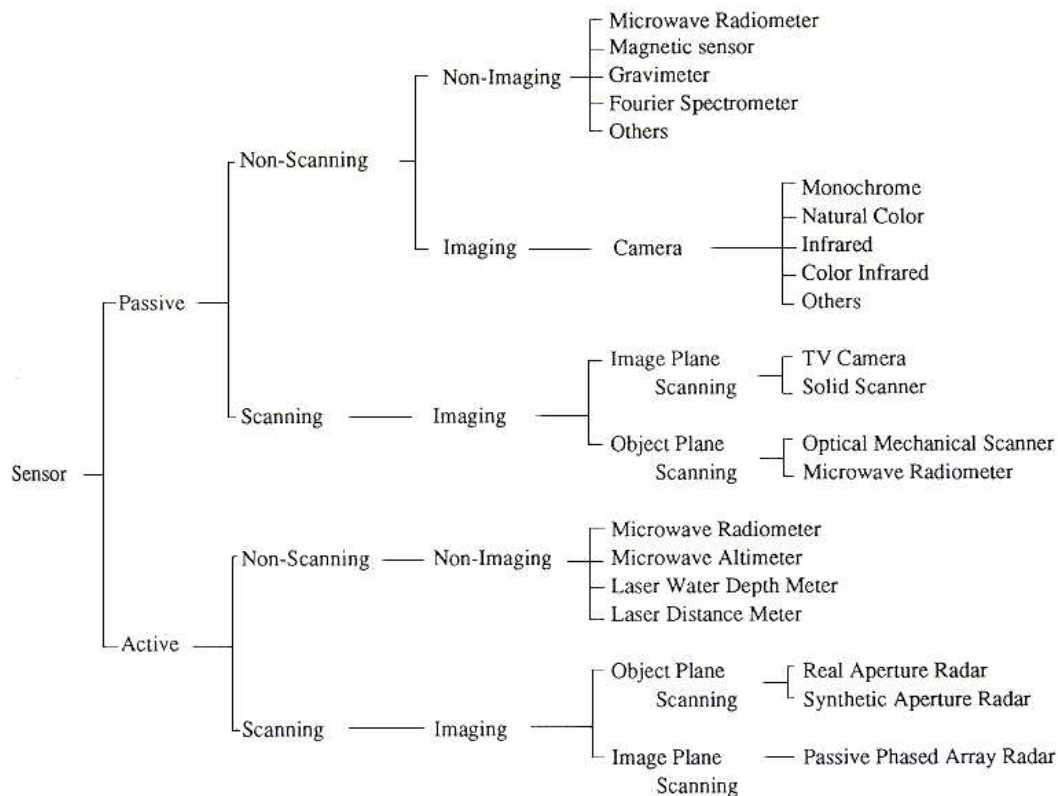 Microwave Radiometer
Magnetic sensor
Non-Imaging
Gravimeter
Fourier Spectrometer
Others
Non-Scanning
Monochrome
Natural Color
Imaging
Camera
Infrared
Color Infrared
Others
Passive
Image Plane
Scanning
TV Camera
Solid Scanner
Scanning
Imaging
Object Plane
Scanning
Optical Mechanical Scanner
Microwave Radiometer
Sensor
Microwave Radiometer
Non-Scanning
Non-Imaging
Microwave Altimeter
Laser Water Depth Meter
Laser Distance Meter
Active
Object Plane
Scanning
Real Aperture Radar
Synthetic Aperture Radar
Scanning
Imaging
Image Plane
Scanning
Passive Phased Array Radar